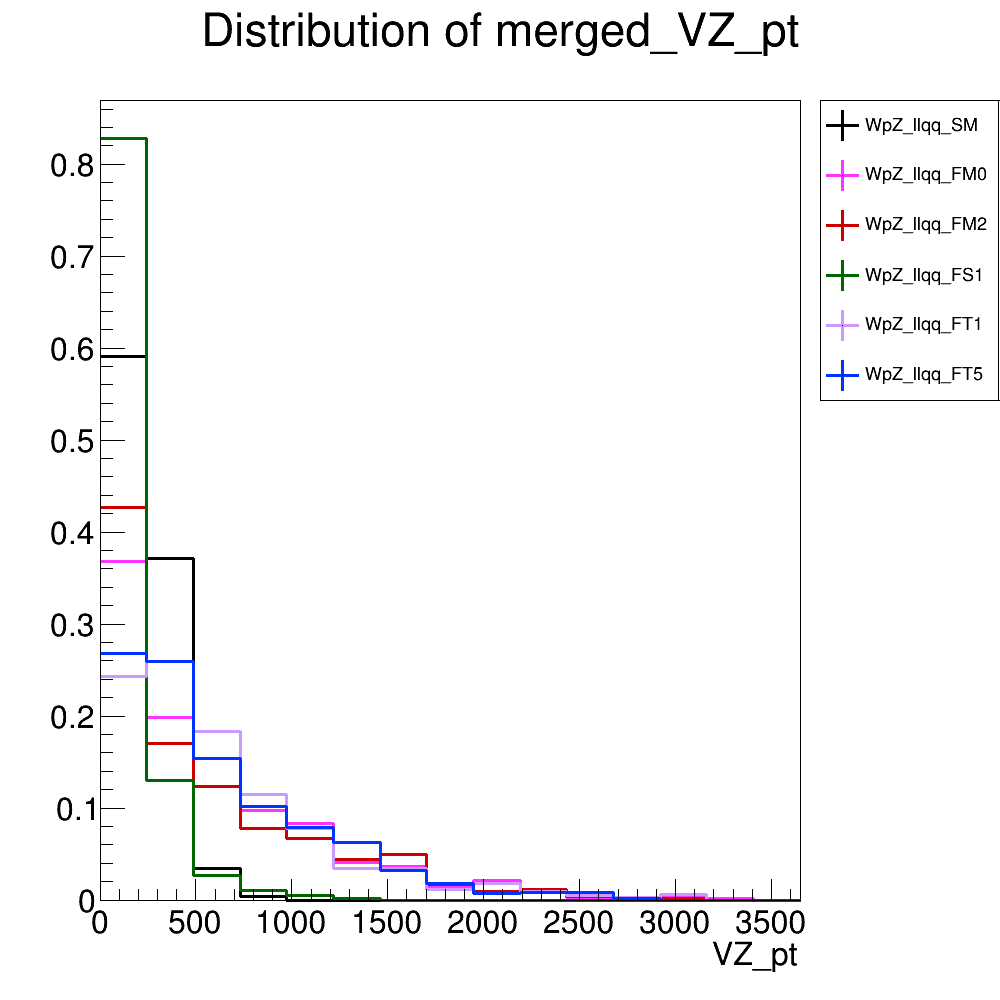 Distribution of merged_VZ_pt
WpZ_llqq_SM
WpZ_llqq_FM0
WpZ_llqq_FM2
WpZ_llqq_FS1
WpZ_llqq_FT1
WpZ_llqq_FT5
0.8
0.7
0.6
0.5
0.4
0.3
0.2
0.1
0
0 500 1000 1500 2000 2500 3000 3500
VZ_pt